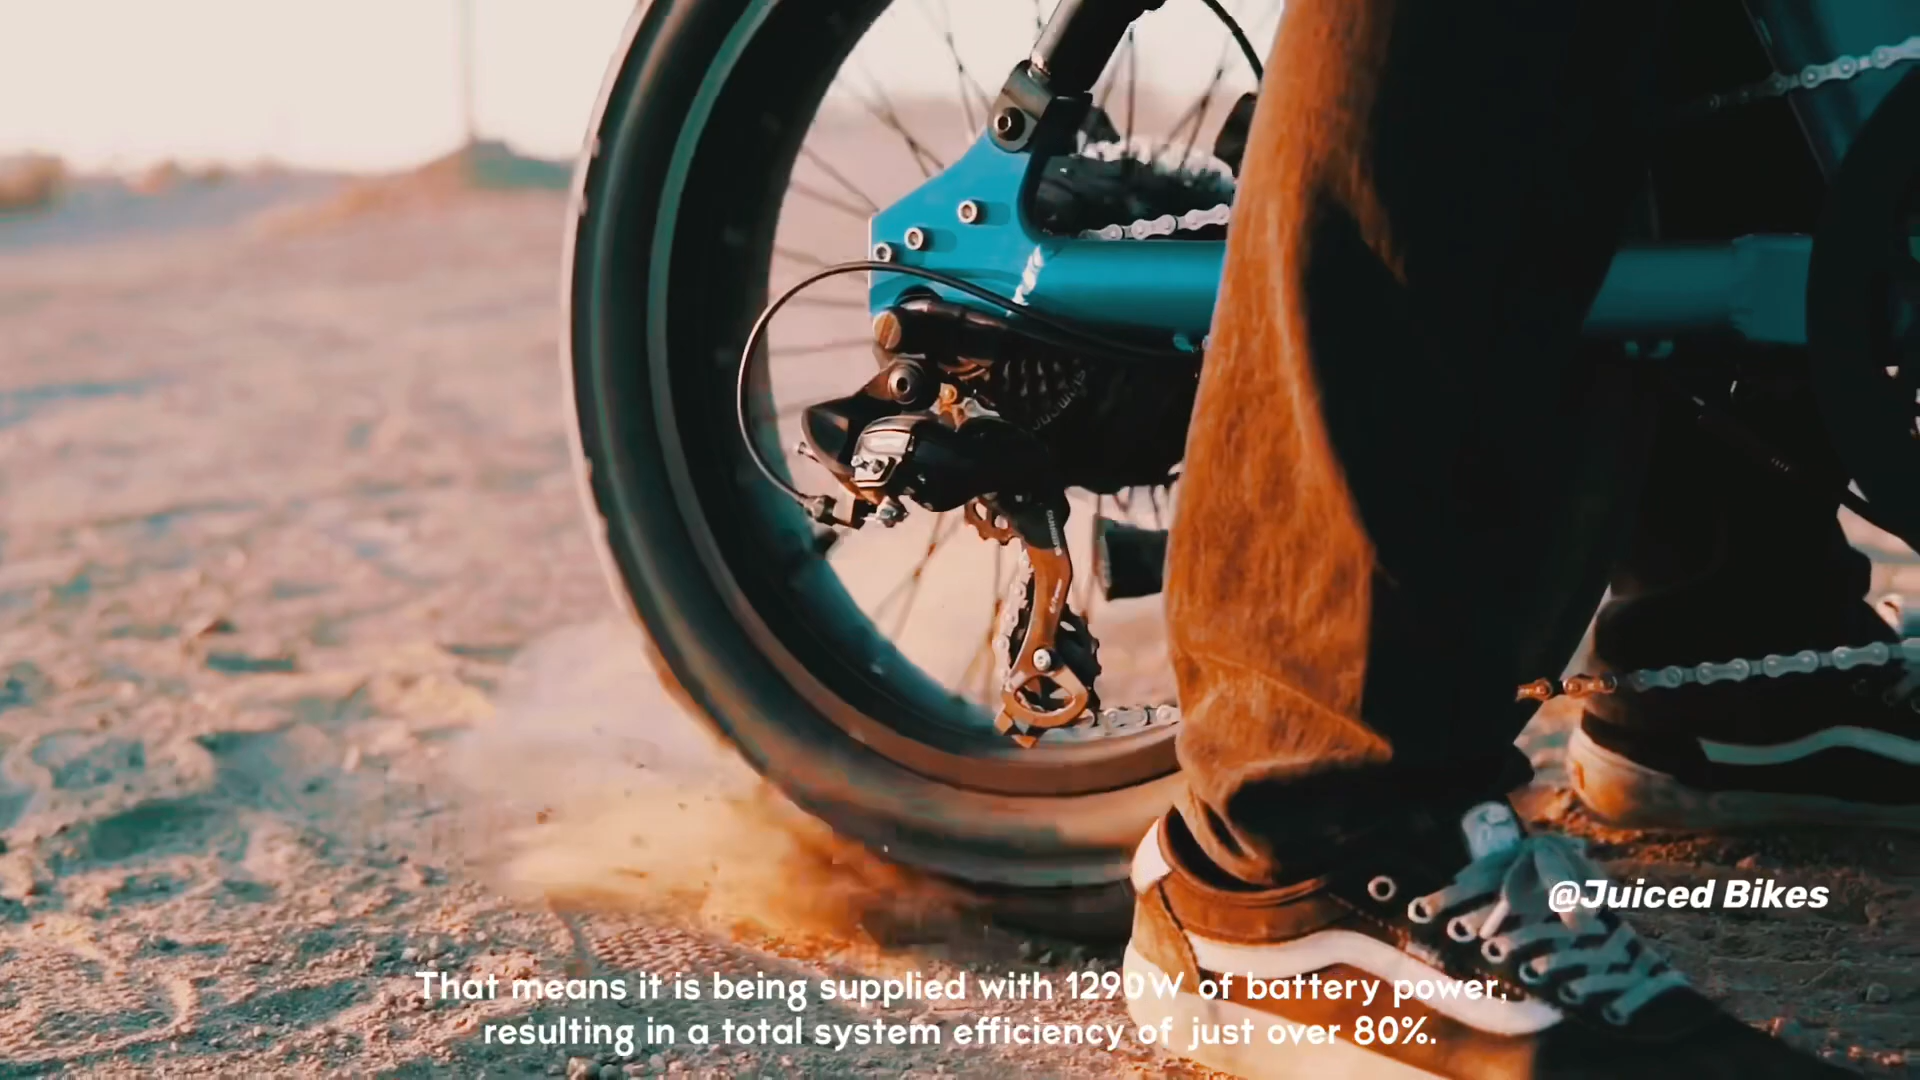 @Juiced Bikes
That means it is being supplied with 1290W of battery power,
resulting in a total system efficiency of just over 80%.